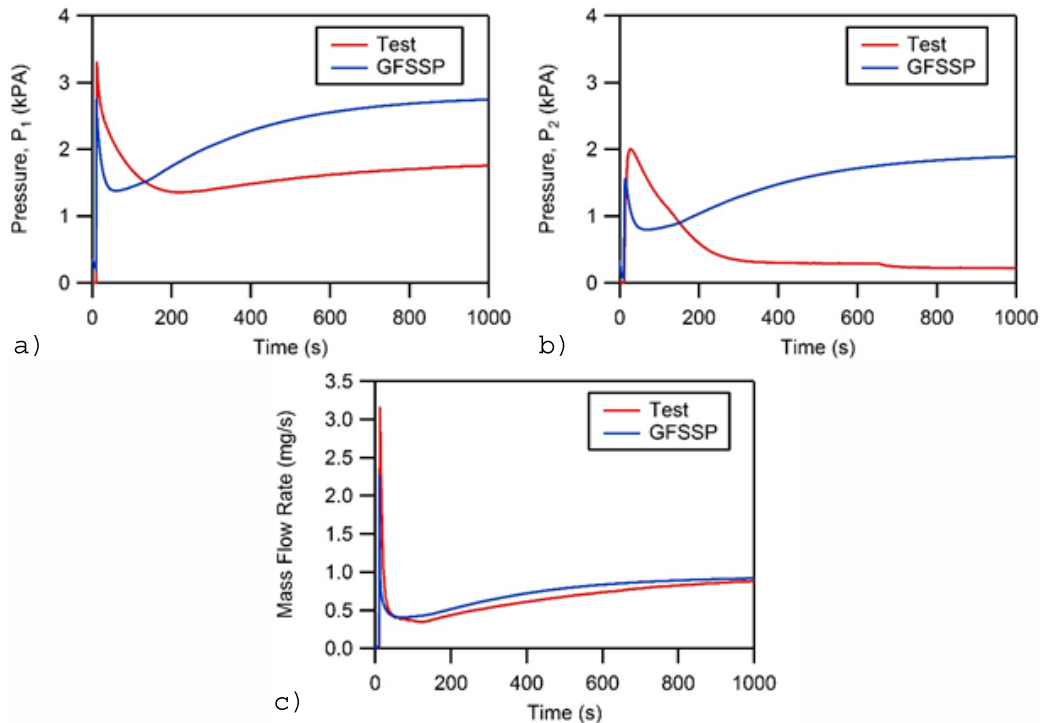 4
3
2
1
0
Pressure, P1 (kPA)
Test
GFSSP
0 200 400 600 800 1000
Time (s)
a)
4
3
2
1
0
Pressure, P2 (kPA)
Test
GFSSP
0 200 400 600 800 1000
Time (s)
b)
3.5
3.0
2.5
2.0
1.5
1.0
0.5
0.0
Mass Flow Rate (mg/s)
Test
GFSSP
0 200 400 600 800 1000
Time (s)
c)